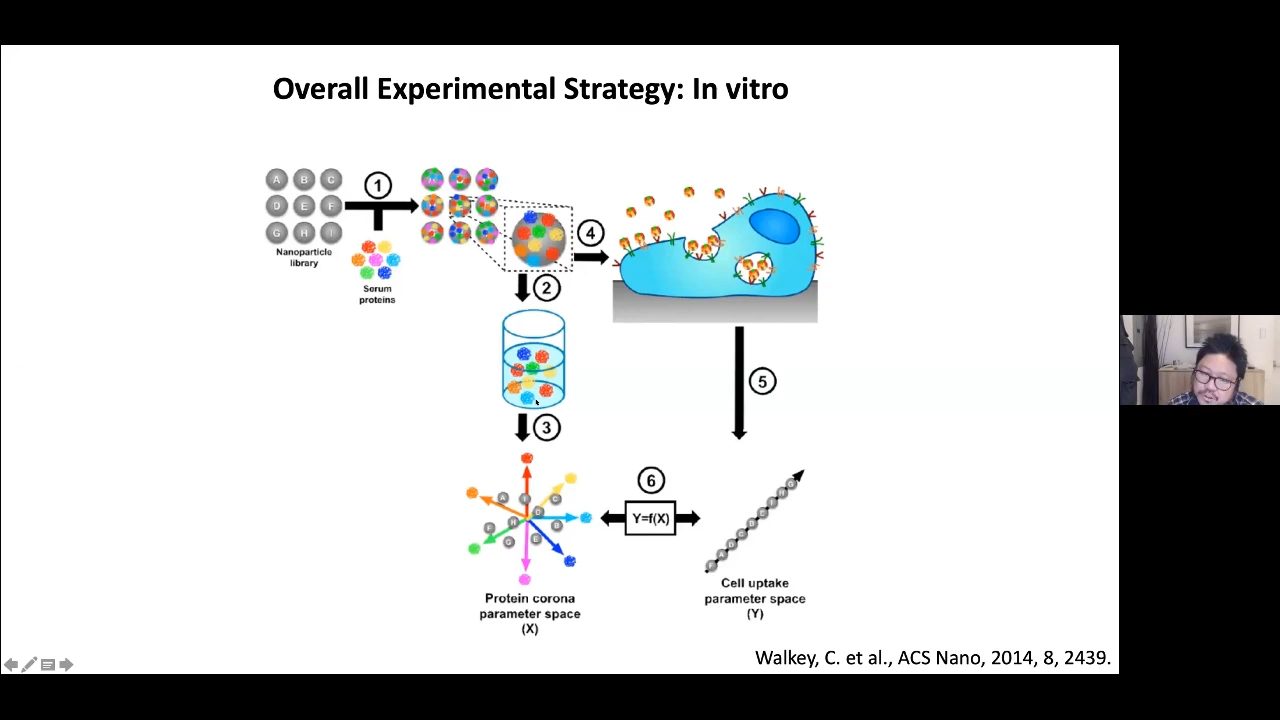 Overall Experimental Strategy: In vitro
A B C
D E F
G H I
Nanoparticle
library
1
Serum
proteins
2
4
3
5
6
Y=f(X)
A I C
D
F H B
G E
Protein corona
parameter space
(X)
G
H
I
C
B
C
D
A
F
Cell uptake
parameter space
(Y)
Walkey, C. et al., ACS Nano, 2014, 8, 2439.